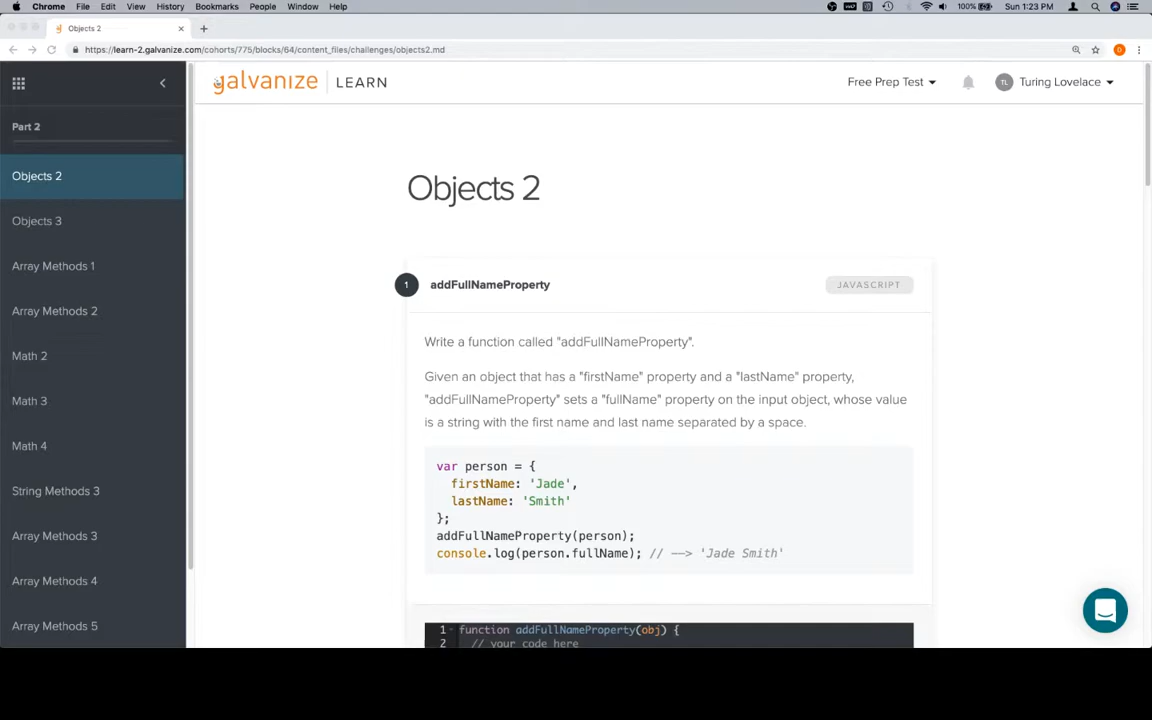 Chrome File Edit View History Bookmarks People Window Help 100% Sun 1:23 PM
Objects 2
https://learn-2.galvanize.com/cohorts/775/blocks/64/content_files/challenges/objects2.md
galvanize LEARN
Free Prep Test
TL Turing Lovelace
Part 2
Objects 2
Objects 3
Array Methods 1
Array Methods 2
Math 2
Math 3
Math 4
String Methods 3
Array Methods 3
Array Methods 4
Array Methods 5
Objects 2
1 addFullNameProperty JAVASCRIPT
Write a function called "addFullNameProperty".
Given an object that has a "firstName" property and a "lastName" property,
"addFullNameProperty" sets a "fullName" property on the input object, whose value
is a string with the first name and last name separated by a space.
var person = {
firstName: 'Jade',
lastName: 'Smith'
};
addFullNameProperty(person);
console.log(person.fullName); // --> 'Jade Smith'
1 function addFullNameProperty(obj) {
2 // your code here